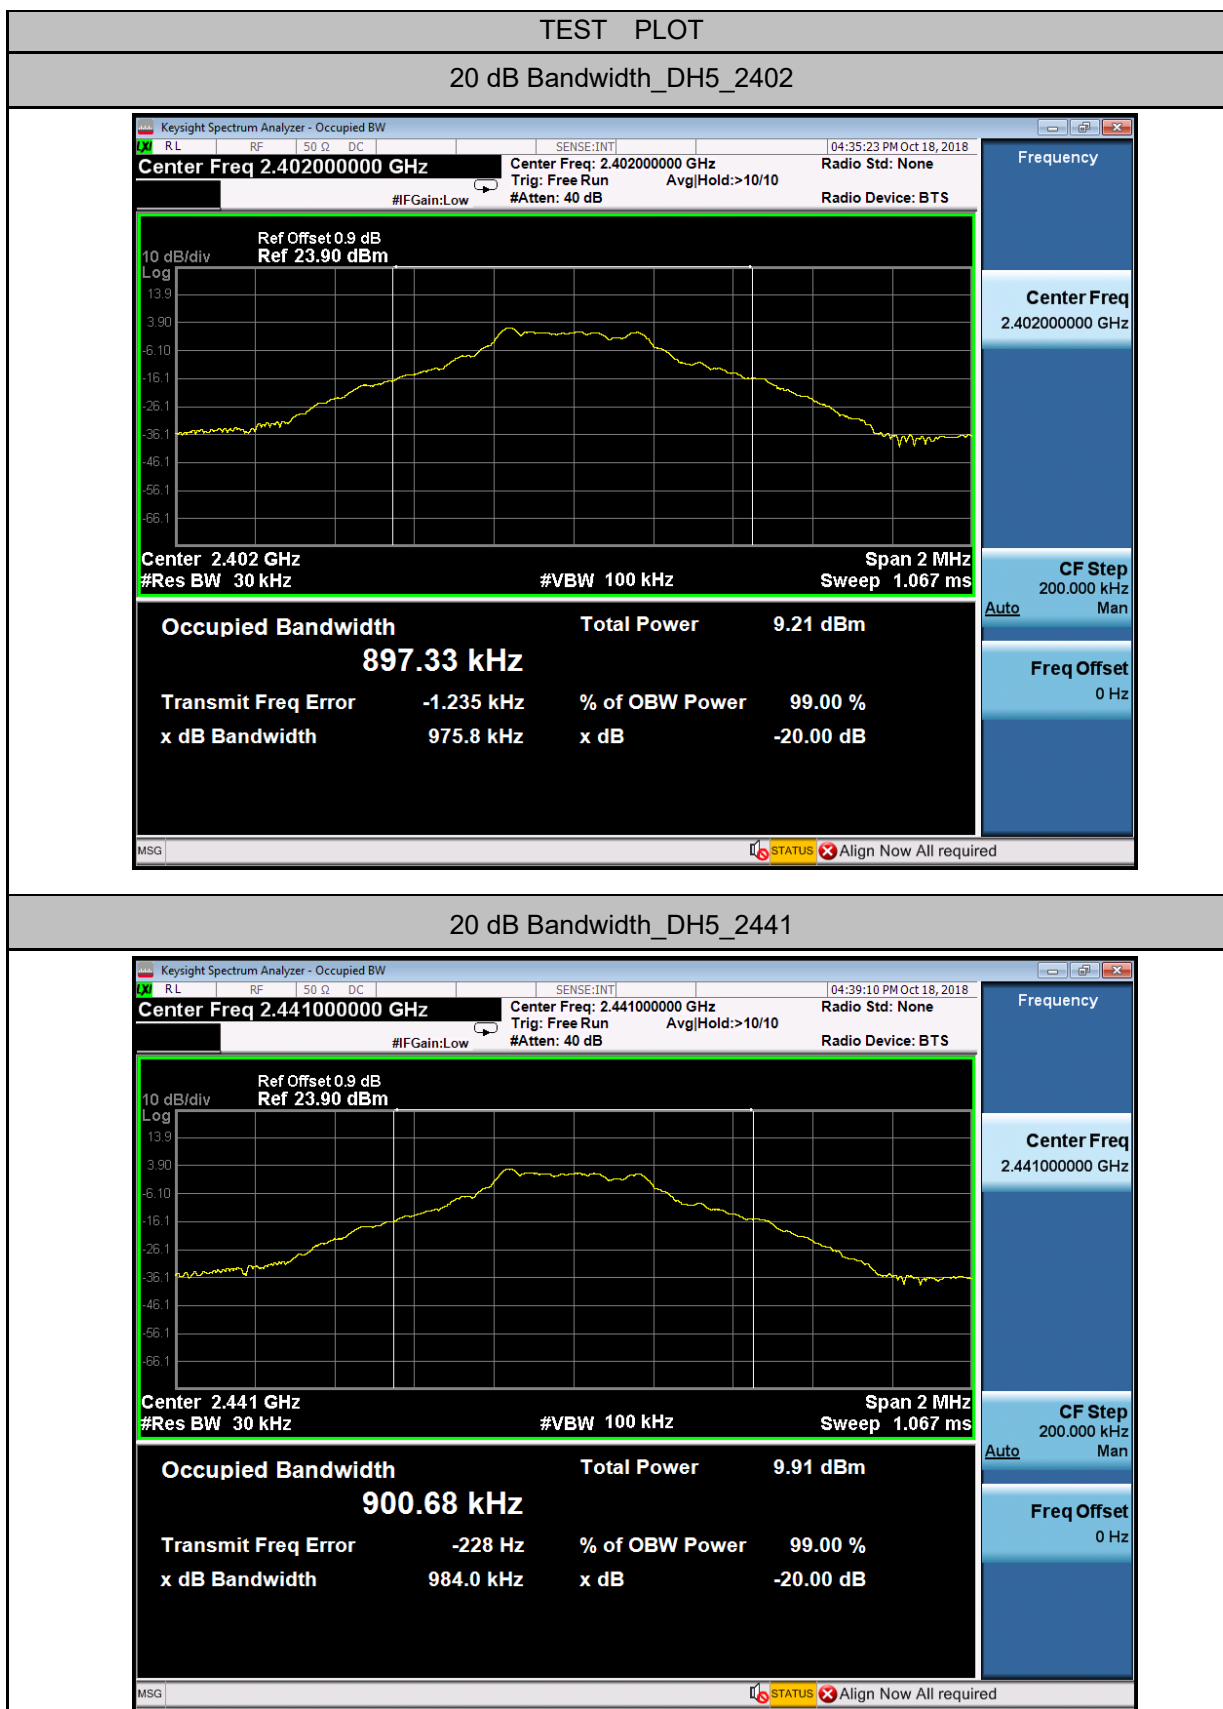 TEST PLOT
20 dB Bandwidth_DH5_2402
Keysight Spectrum Analyzer - Occupied BW
LXI RL RF 50 Ω DC SENSE:INT 04:35:23 PM Oct 18, 2018
Center Freq 2.402000000 GHz
Center Freq: 2.402000000 GHz
Radio Std: None
Trig: Free Run
Avg|Hold:>10/10
#IFGain:Low
#Atten: 40 dB
Radio Device: BTS
Frequency
Ref Offset 0.9 dB
10 dB/div
Ref 23.90 dBm
Log
13.9
3.90
-6.10
-16.1
-26.1
-36.1
-46.1
-56.1
-66.1
Center Freq
2.402000000 GHz
Center 2.402 GHz
Span 2 MHz
#Res BW 30 kHz
#VBW 100 kHz
Sweep 1.067 ms
CF Step
200.000 kHz
Auto Man
Occupied Bandwidth
Total Power 9.21 dBm
897.33 kHz
Transmit Freq Error -1.235 kHz
% of OBW Power 99.00 %
x dB Bandwidth 975.8 kHz
x dB -20.00 dB
Freq Offset
0 Hz
MSG
STATUS
Align Now All required
20 dB Bandwidth_DH5_2441
Keysight Spectrum Analyzer - Occupied BW
LXI RL RF 50 Ω DC SENSE:INT 04:39:10 PM Oct 18, 2018
Center Freq 2.441000000 GHz
Center Freq: 2.441000000 GHz
Radio Std: None
Trig: Free Run
Avg|Hold:>10/10
#IFGain:Low
#Atten: 40 dB
Radio Device: BTS
Frequency
Ref Offset 0.9 dB
10 dB/div
Ref 23.90 dBm
Log
13.9
3.90
-6.10
-16.1
-26.1
-36.1
-46.1
-56.1
-66.1
Center Freq
2.441000000 GHz
Center 2.441 GHz
Span 2 MHz
#Res BW 30 kHz
#VBW 100 kHz
Sweep 1.067 ms
CF Step
200.000 kHz
Auto Man
Occupied Bandwidth
Total Power 9.91 dBm
900.68 kHz
Transmit Freq Error -228 Hz
% of OBW Power 99.00 %
x dB Bandwidth 984.0 kHz
x dB -20.00 dB
Freq Offset
0 Hz
MSG
STATUS
Align Now All required